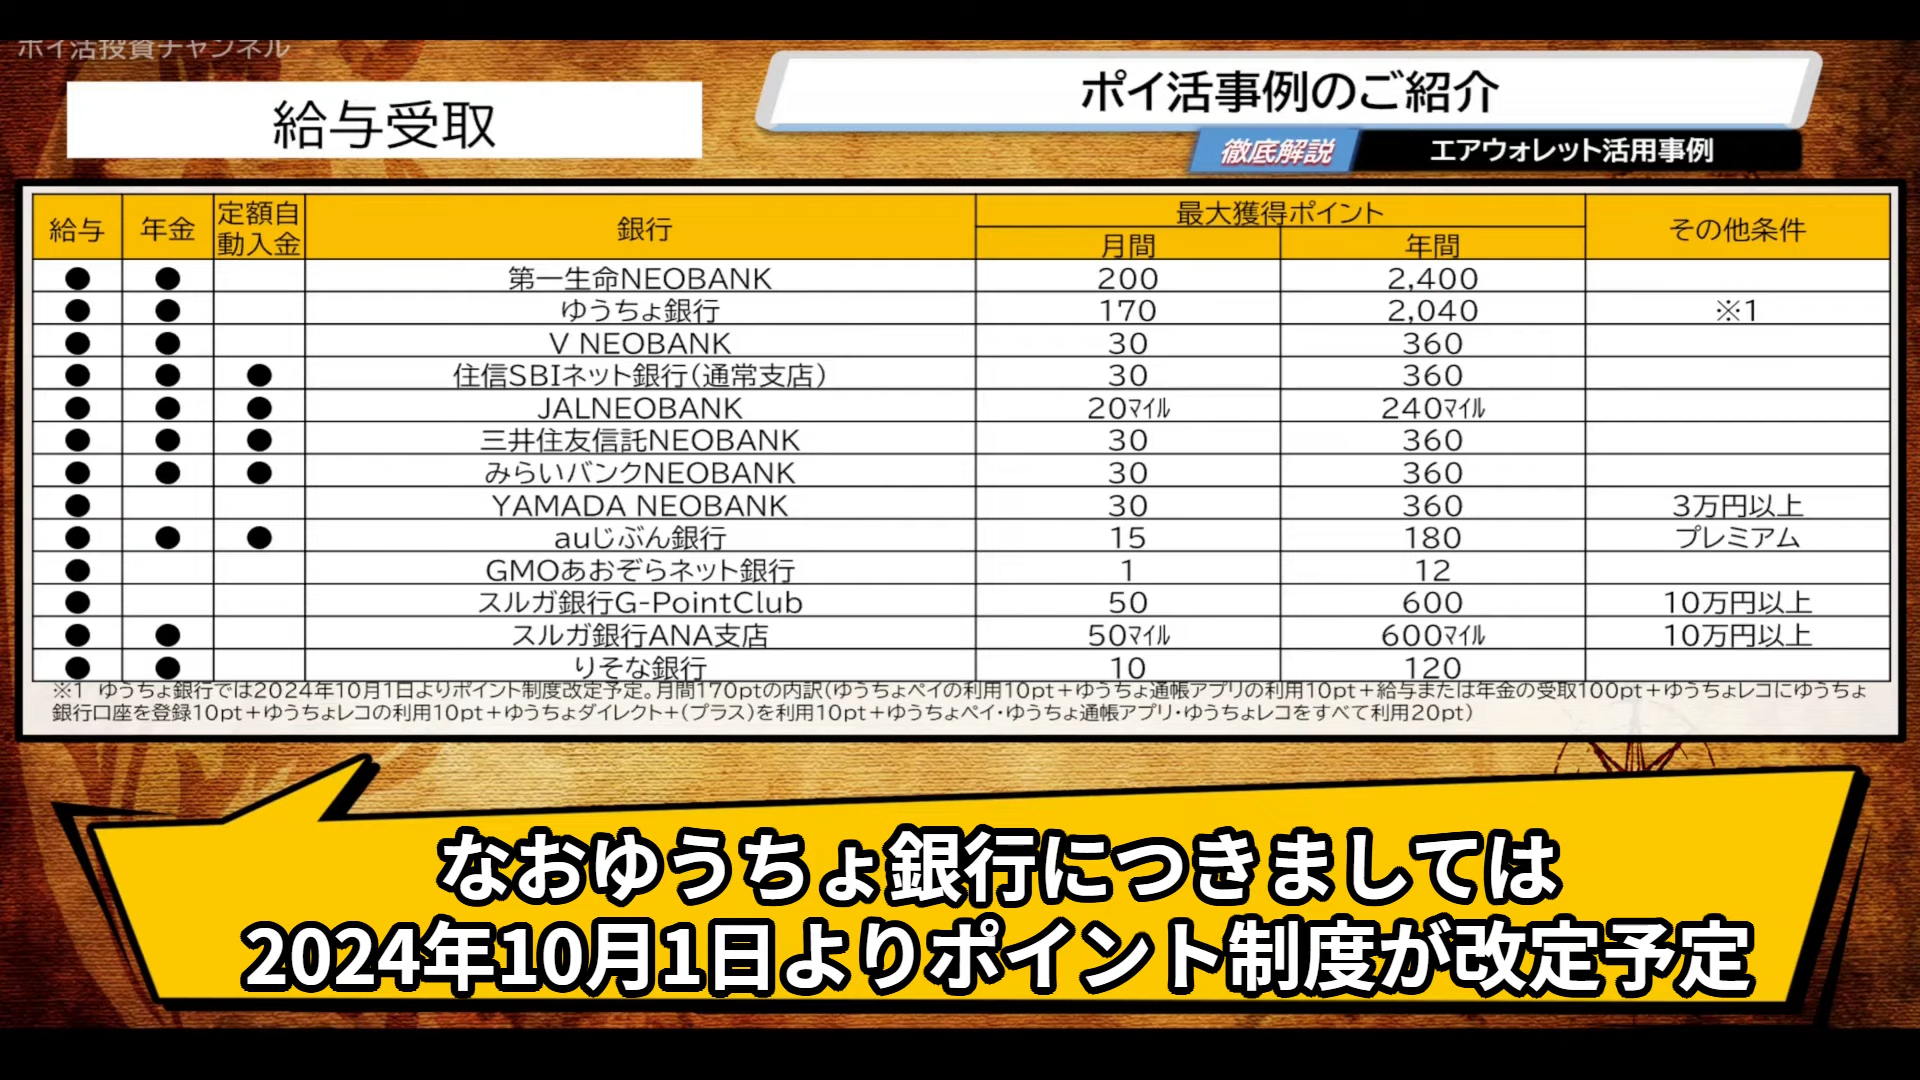 ポイ活投資チャンネル
給与受取
ポイ活事例のご紹介
徹底解説 エアウォレット活用事例
給与 年金 定額自動入金 銀行 最大獲得ポイント その他条件
月間 年間
● ● 第一生命NEOBANK 200 2,400
● ● ゆうちょ銀行 170 2,040 ※1
● ● V NEOBANK 30 360
● ● ● 住信SBIネット銀行(通常支店) 30 360
● ● ● JALNEOBANK 20マイル 240マイル
● ● ● 三井住友信託NEOBANK 30 360
● ● ● みらいバンクNEOBANK 30 360
● YAMADA NEOBANK 30 360 3万円以上
● ● ● auじぶん銀行 15 180 プレミアム
● GMOあおぞらネット銀行 1 12
● スルガ銀行G-PointClub 50 600 10万円以上
● ● スルガ銀行ANA支店 50マイル 600マイル 10万円以上
● ● りそな銀行 10 120
※1 ゆうちょ銀行では2024年10月1日よりポイント制度改定予定。月間170ptの内訳(ゆうちょペイの利用10pt+ゆうちょ通帳アプリの利用10pt+給与または年金の受取100pt+ゆうちょレコにゆうちょ
銀行口座を登録10pt+ゆうちょレコの利用10pt+ゆうちょダイレクト+(プラス)を利用10pt+ゆうちょペイ・ゆうちょ通帳アプリ・ゆうちょレコをすべて利用20pt)
なおゆうちょ銀行につきましては
2024年10月1日よりポイント制度が改定予定